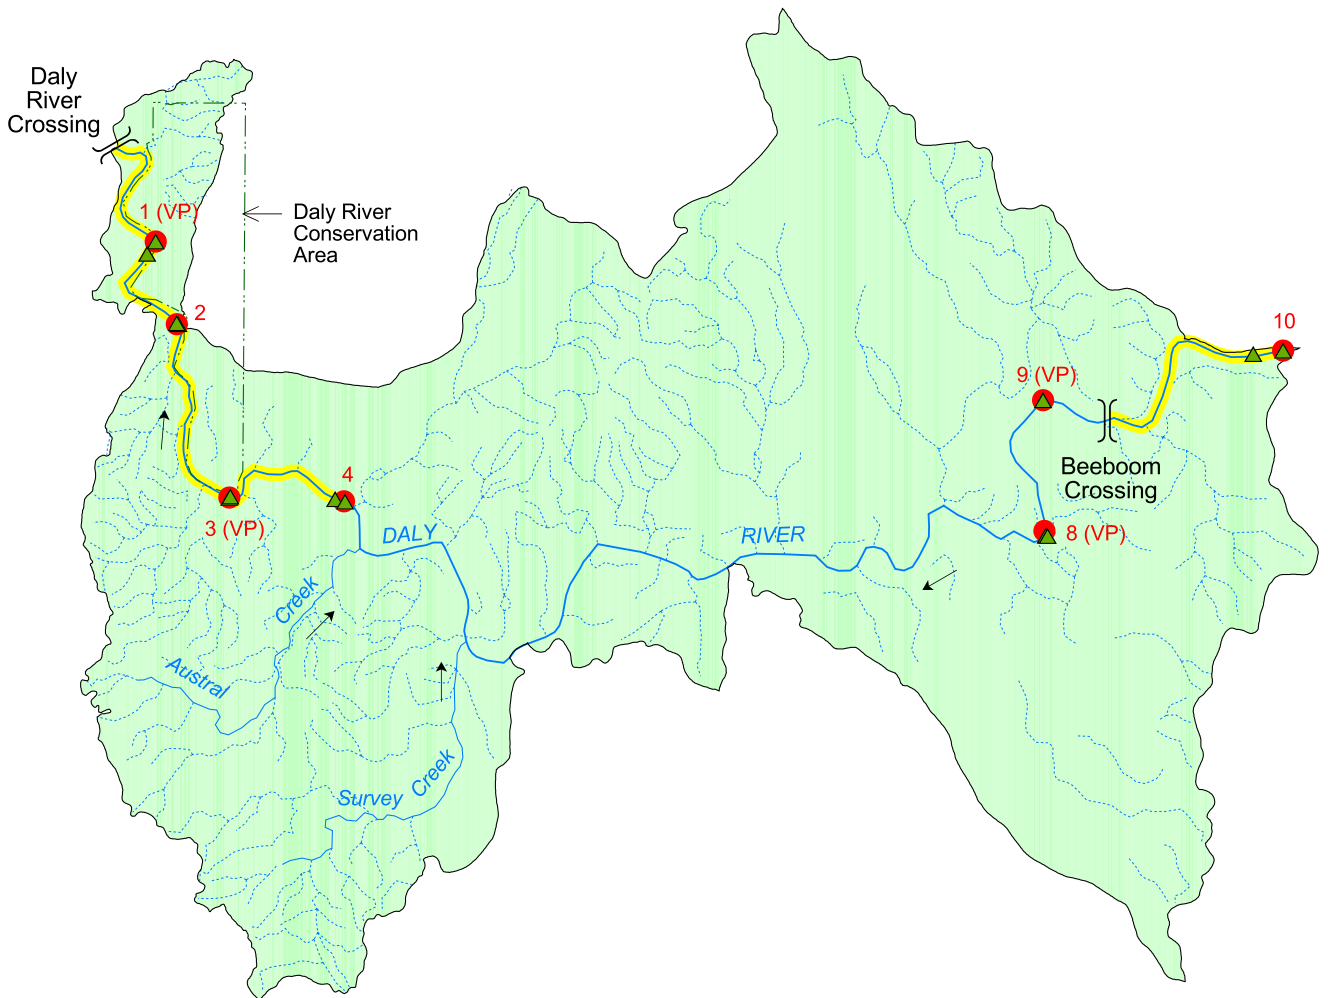 Daly
River
Crossing
1 (VP)
Daly River
Conservation
Area
2
10
9 (VP)
Beeboom
Crossing
4
3 (VP)
DALY
RIVER
8 (VP)
Creek
Austral
Creek
Survey